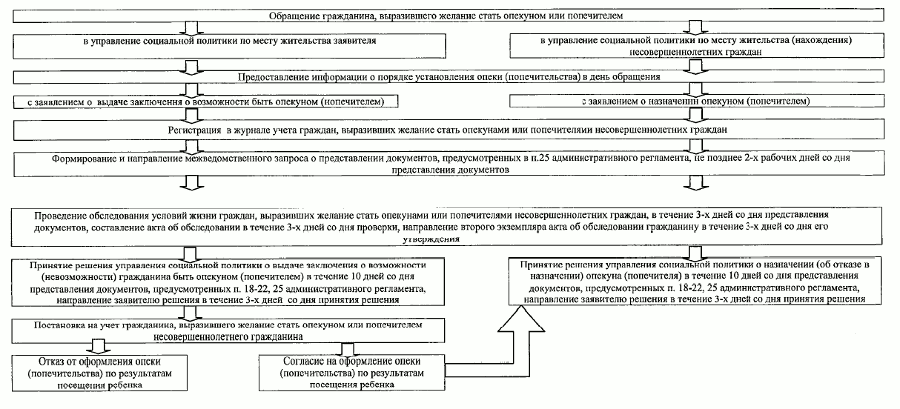 Обращение гражданина, выразившего желание стать опекуном или попечителем
в управление социальной политики по месту жительства заявителя
в управление социальной политики по месту жительства (нахождения)
несовершеннолетних граждан
Предоставление информации о порядке установления опеки (попечительства) в день обращения
с заявлением о выдаче заключения о возможности быть опекуном (попечителем)
с заявлением о назначении опекуном (попечителем)
Регистрация в журнале учета граждан, выразивших желание стать опекунами или попечителями несовершеннолетних граждан
Формирование и направление межведомственного запроса о представлении документов, предусмотренных в п.25 административного регламента, не позднее 2-х рабочих дней со дня
представления документов
Проведение обследования условий жизни граждан, выразивших желание стать опекунами или попечителями несовершеннолетних граждан, в течение 3-х дней со дня представления
документов, составление акта об обследовании в течение 3-х дней со дня проверки, направление второго экземпляра акта об обследовании гражданину в течение 3-х дней со дня его
утверждения
Принятие решения управления социальной политики о выдаче заключения о возможности
(невозможности) гражданина быть опекуном (попечителем) в течение 10 дней со дня
представления документов, предусмотренных п. 18-22, 25 административного регламента,
направление заявителю решения в течение 3-х дней со дня принятия решения
Принятие решения управления социальной политики о назначении (об отказе в
назначении) опекуна (попечителя) в течение 10 дней со дня представления
документов, предусмотренных п. 18-22, 25 административного регламента,
направление заявителю решения в течение 3-х дней со дня принятия решения
Постановка на учет гражданина, выразившего желание стать опекуном или попечителем
несовершеннолетнего гражданина
Отказ от оформления опеки
(попечительства) по результатам
посещения ребенка
Согласие на оформление опеки
(попечительства) по результатам
посещения ребенка